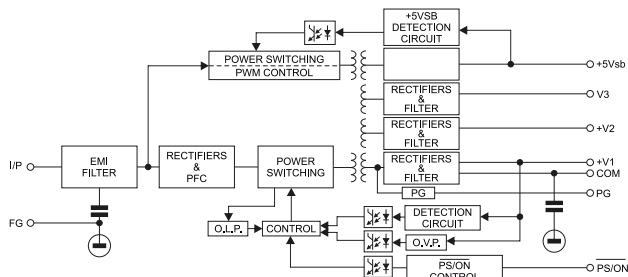 +5VSB
DETECTION
CIRCUIT
POWER SWITCHING
PWM CONTROL
+5Vsb
RECTIFIERS
&
FILTER
V3
RECTIFIERS
&
FILTER
+V2
I/P
EMI
FILTER
RECTIFIERS
&
PFC
POWER
SWITCHING
RECTIFIERS
&
FILTER
+V1
COM
PG
PG
FG
O.L.P.
CONTROL
DETECTION
CIRCUIT
O.V.P.
PS/ON
CONTROL
PS/ON